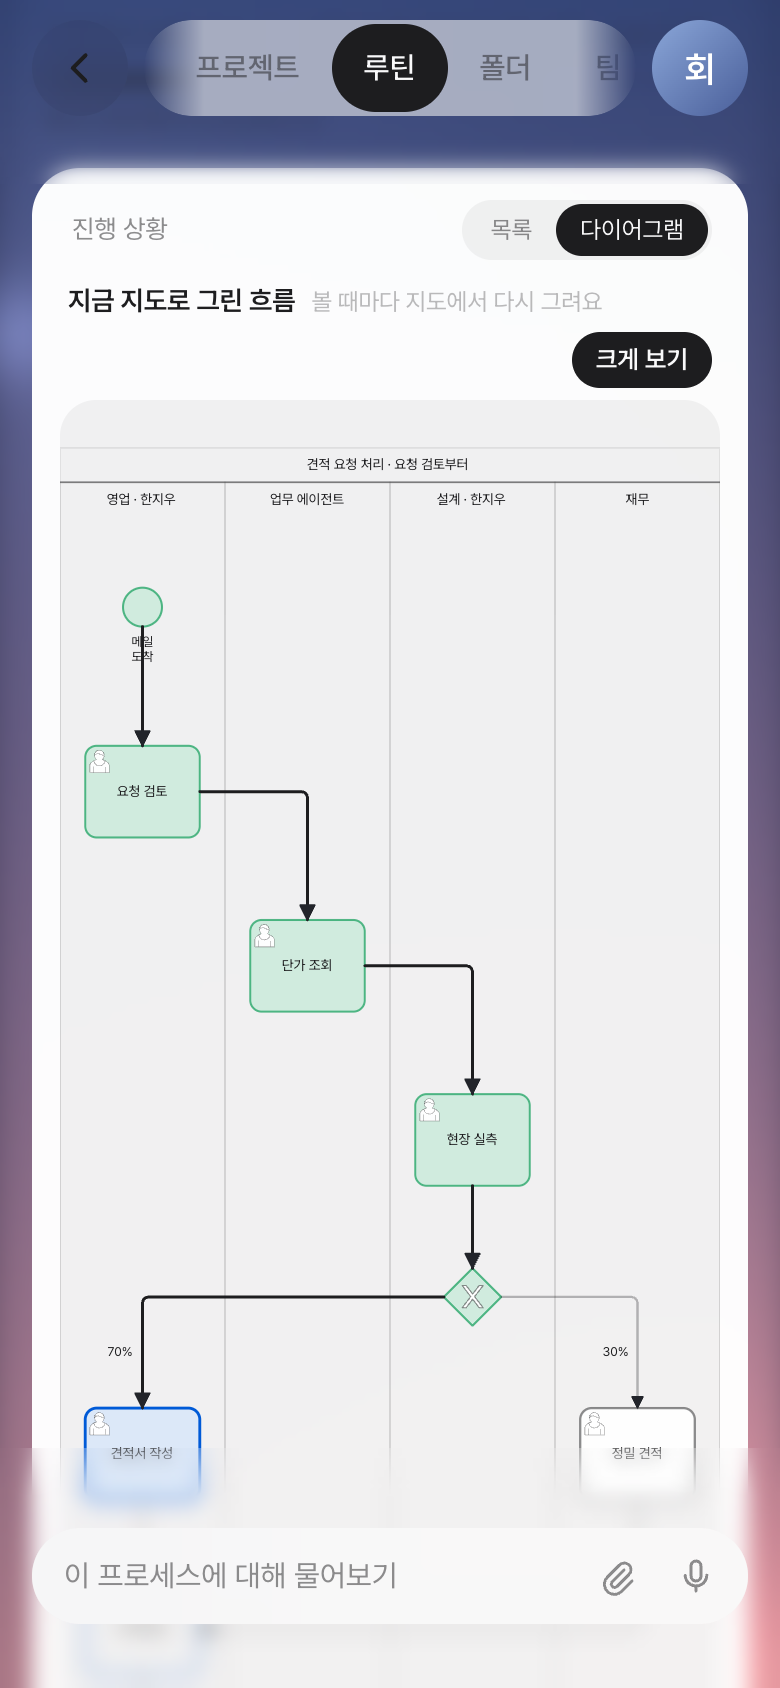 프로젝트 루틴 폴더 팀 회
진행 상황 목록 다이어그램
지금 지도로 그린 흐름 볼 때마다 지도에서 다시 그려요
크게 보기
견적 요청 처리 · 요청 검토부터
영업 · 한지우 업무 에이전트 설계 · 한지우 재무
메일
도착
요청 검토
단가 조회
현장 실측
X
70% 30%
견적서 작성 정밀 견적
이 프로세스에 대해 물어보기